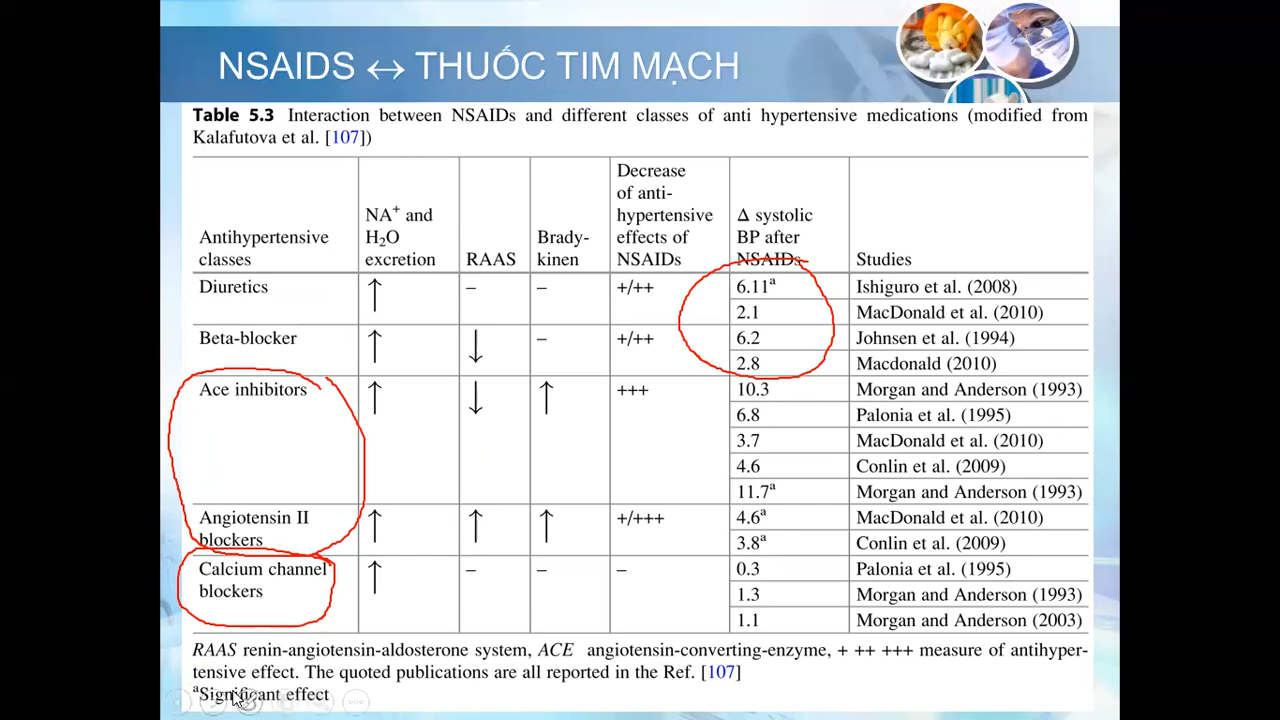 NSAIDS ↔ THUỐC TIM MẠCH
Table 5.3 Interaction between NSAIDs and different classes of anti hypertensive medications (modified from
Kalafutova et al. [107])
Antihypertensive classes | NA⁺ and H₂O excretion | RAAS | Brady-kinen | Decrease of anti-hypertensive effects of NSAIDs | Δ systolic BP after NSAIDs | Studies
Diuretics | ↑ | – | – | +/++ | 6.11ᵃ | Ishiguro et al. (2008)
2.1 | MacDonald et al. (2010)
Beta-blocker | ↑ | ↓ | – | +/++ | 6.2 | Johnsen et al. (1994)
2.8 | Macdonald (2010)
Ace inhibitors | ↑ | ↓ | ↑ | +++ | 10.3 | Morgan and Anderson (1993)
6.8 | Palonia et al. (1995)
3.7 | MacDonald et al. (2010)
4.6 | Conlin et al. (2009)
11.7ᵃ | Morgan and Anderson (1993)
Angiotensin II blockers | ↑ | ↑ | ↑ | +/+++ | 4.6ᵃ | MacDonald et al. (2010)
3.8ᵃ | Conlin et al. (2009)
Calcium channel blockers | ↑ | – | – | – | 0.3 | Palonia et al. (1995)
1.3 | Morgan and Anderson (1993)
1.1 | Morgan and Anderson (2003)
RAAS renin-angiotensin-aldosterone system, ACE angiotensin-converting-enzyme, + ++ +++ measure of antihyper-
tensive effect. The quoted publications are all reported in the Ref. [107]
ᵃSignificant effect